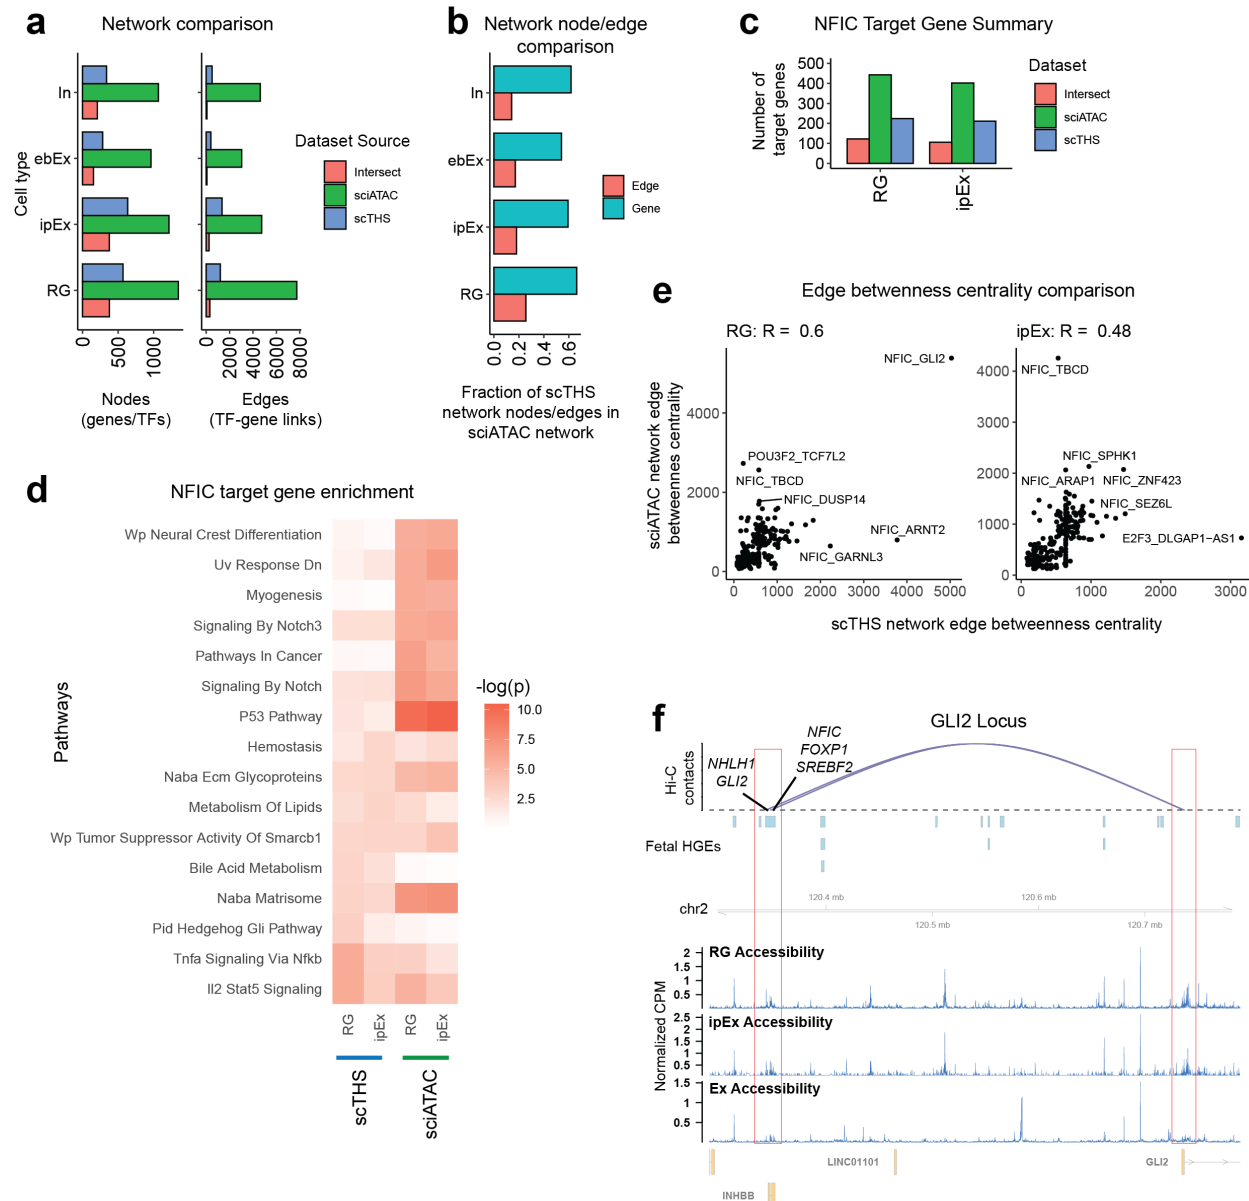 a
Network comparison
In
ebEx
ipEx
RG
Cell type
0
500
1000
0
2000
4000
6000
8000
Nodes
(genes/TFs)
Edges
(TF-gene links)
Dataset Source
Intersect
sciATAC
scTHS
b
Network node/edge
comparison
In
ebEx
ipEx
RG
0.0
0.2
0.4
0.6
Fraction of scTHS
network nodes/edges in
sciATAC network
Edge
Gene
c
NFIC Target Gene Summary
Number of
target genes
500
400
300
200
100
0
RG
ipEx
Dataset
Intersect
sciATAC
scTHS
d
NFIC target gene enrichment
Pathways
Wp Neural Crest Differentiation
Uv Response Dn
Myogenesis
Signaling By Notch3
Pathways In Cancer
Signaling By Notch
P53 Pathway
Hemostasis
Naba Ecm Glycoproteins
Metabolism Of Lipids
Wp Tumor Suppressor Activity Of Smarcb1
Bile Acid Metabolism
Naba Matrisome
Pid Hedgehog Gli Pathway
Tnfa Signaling Via Nfkb
Il2 Stat5 Signaling
RG
ipEx
RG
ipEx
scTHS
sciATAC
-log(p)
10.0
7.5
5.0
2.5
e
Edge betwenness centrality comparison
RG: R = 0.6
ipEx: R = 0.48
sciATAC network edge
betweennes centrality
4000
2000
0
NFIC_GLI2
POU3F2_TCF7L2
NFIC_TBCD
NFIC_DUSP14
NFIC_ARNT2
NFIC_GARNL3
0
1000
2000
3000
4000
5000
4000
3000
2000
1000
0
NFIC_TBCD
NFIC_SPHK1
NFIC_ARAP1
NFIC_ZNF423
NFIC_SEZ6L
E2F3_DLGAP1−AS1
0
1000
2000
3000
scTHS network edge betweenness centrality
f
GLI2 Locus
Hi-C
contacts
NHLH1
GLI2
NFIC
FOXP1
SREBF2
Fetal HGEs
chr2
120.4 mb
120.6 mb
120.5 mb
120.7 mb
Normalized CPM
RG Accessibility
2
1.5
1
0.5
ipEx Accessibility
2.5
2
1.5
1
0.5
Ex Accessibility
1.5
1
0.5
LINC01101
GLI2
INHBB